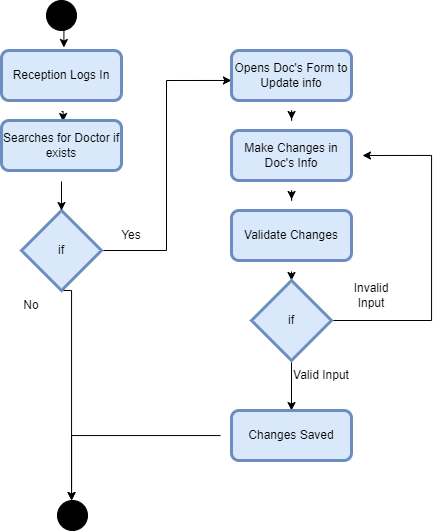 Reception Logs In
Searches for Doctor if
exists
if
Yes
No
Opens Doc's Form to
Update info
Make Changes in
Doc's Info
Validate Changes
if
Invalid
Input
Valid Input
Changes Saved